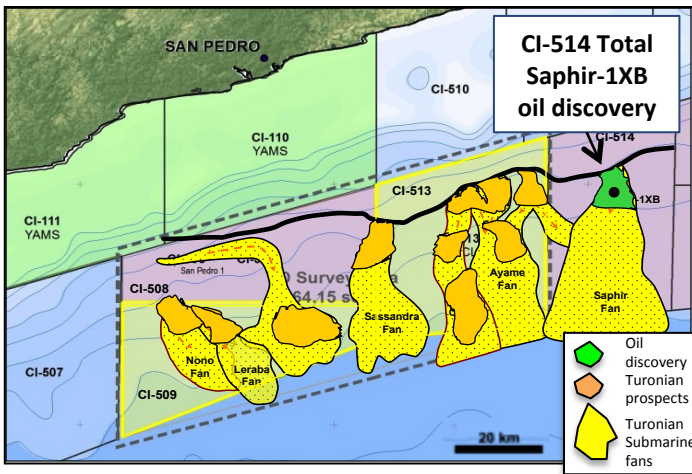 SAN PEDRO
CI-514 Total
Saphir-1XB
oil discovery
CI-510
CI-514
CI-110
YAMS
CI-513
-1XB
CI-111
YAMS
San Pedro 1
CI-508
Ayame
Fan
Saphir
Fan
Sassandra
Fan
CI-507
Nono
Fan
Leraba
Fan
CI-509
20 km
Oil
discovery
Turonian
prospects
Turonian
Submarine
fans